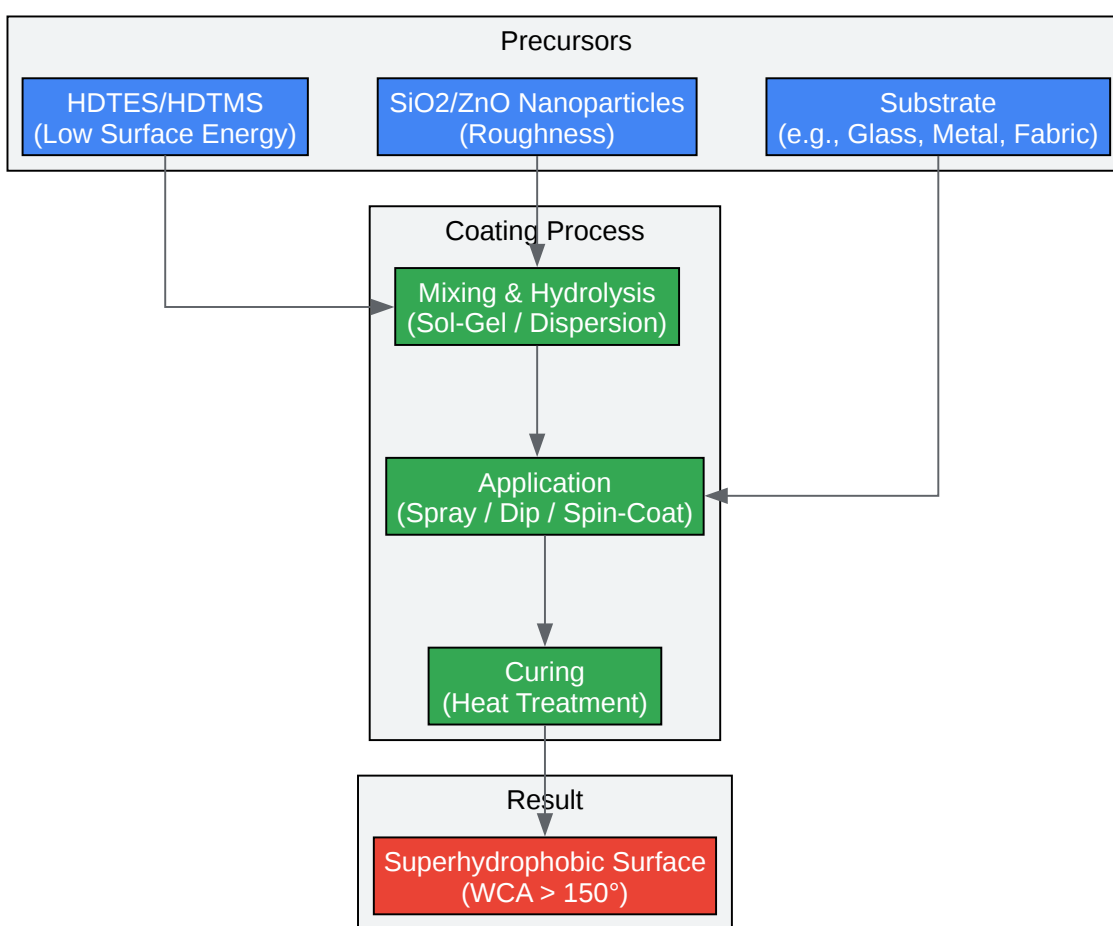 Precursors
HDTES/HDTMS
(Low Surface Energy)
SiO2/ZnO Nanoparticles
(Roughness)
Substrate
(e.g., Glass, Metal, Fabric)
Coating Process
Mixing & Hydrolysis
(Sol-Gel / Dispersion)
Application
(Spray / Dip / Spin-Coat)
Curing
(Heat Treatment)
Result
Superhydrophobic Surface
(WCA > 150°)